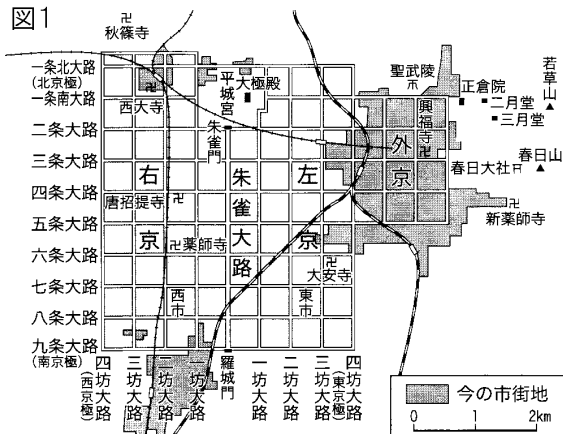 図1
秋篠寺
一条北大路
(北京極)
一条南大路
二条大路
三条大路
四条大路
五条大路
六条大路
七条大路
八条大路
九条大路
(南京極)
西大寺
平城宮
大極殿
朱雀門
聖武陵
興福寺
正倉院
二月堂
三月堂
若草山
春日大社
春日山
新薬師寺
外京
右京
朱雀大路
左京
唐招提寺
薬師寺
大安寺
西市
東市
羅城門
四坊大路
(西京極)
三坊大路
二坊大路
一坊大路
一坊大路
二坊大路
三坊大路
四坊大路
(東京極)
今の市街地
0 1 2km